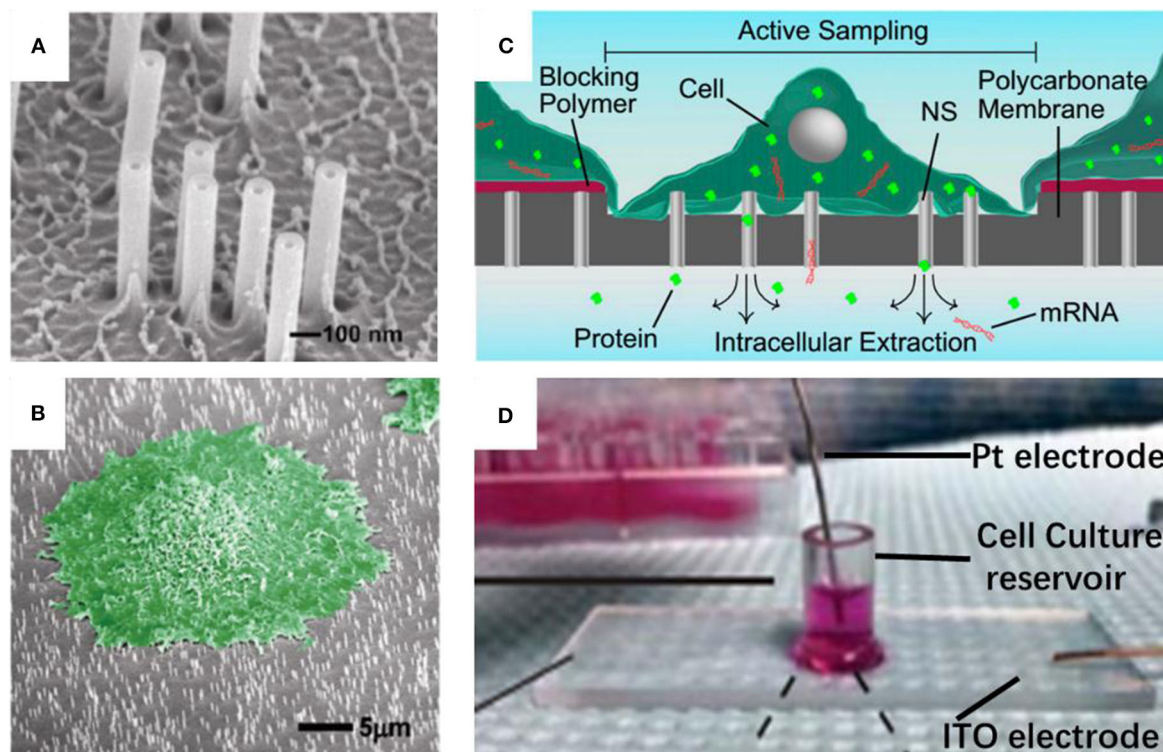 A
100 nm
B
5μm
C
Active Sampling
Blocking
Polymer
Cell
NS
Polycarbonate
Membrane
Protein
Intracellular Extraction
mRNA
D
Pt electrode
Cell Culture
reservoir
ITO electrode